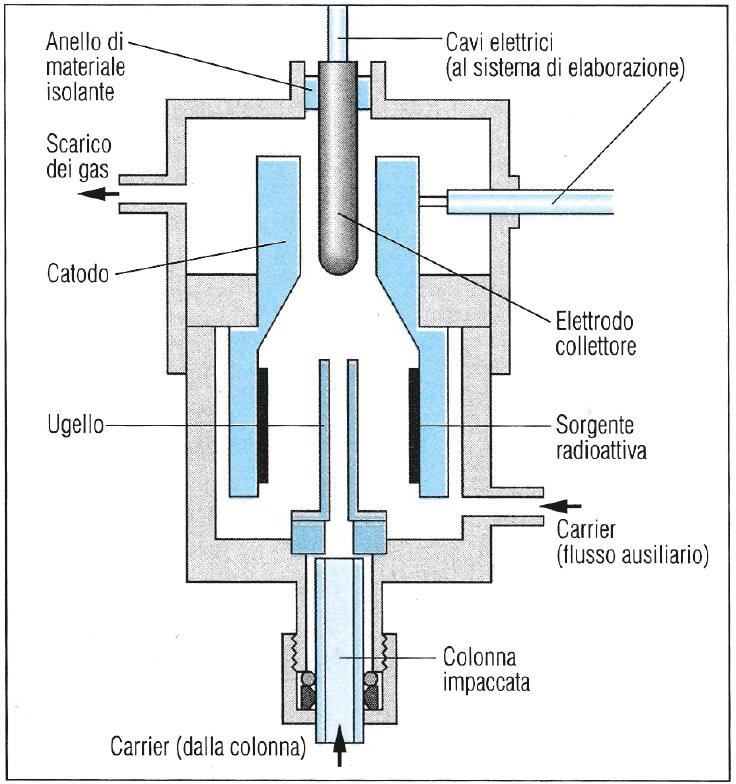 Anello di
materiale
isolante
Cavi elettrici
(al sistema di elaborazione)
Scarico
dei gas
Catodo
Elettrodo
collettore
Ugello
Sorgente
radioattiva
Carrier
(flusso ausiliario)
Colonna
impaccata
Carrier (dalla colonna)